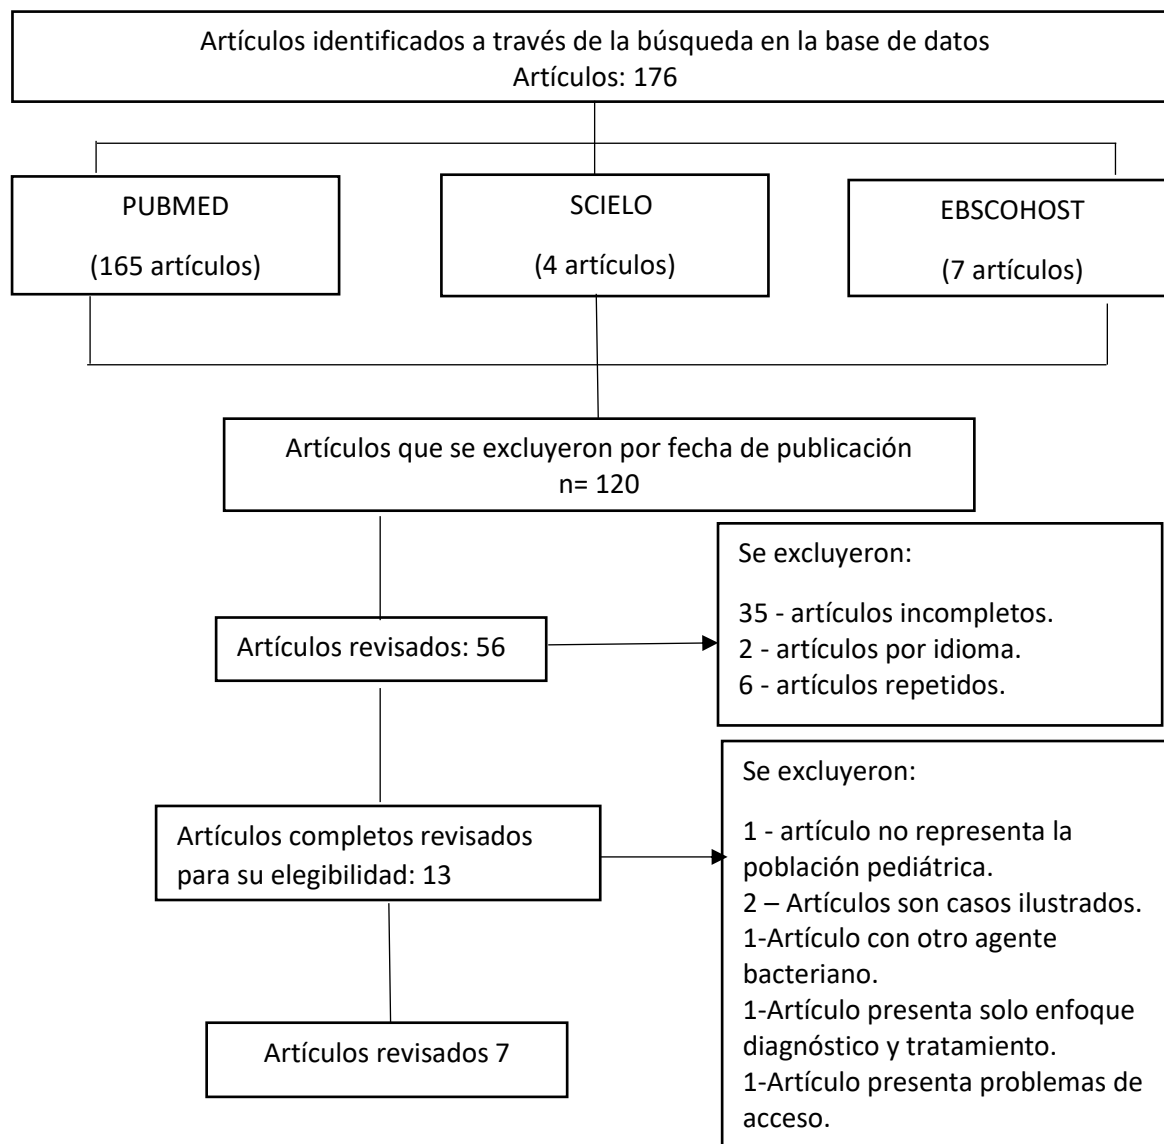 Artículos identificados a través de la búsqueda en la base de datos
Artículos: 176
PUBMED
(165 artículos)
SCIELO
(4 artículos)
EBSCOHOST
(7 artículos)
Artículos que se excluyeron por fecha de publicación
n= 120
Artículos revisados: 56
Se excluyeron:
35 - artículos incompletos.
2 - artículos por idioma.
6 - artículos repetidos.
Artículos completos revisados
para su elegibilidad: 13
Se excluyeron:
1 - artículo no representa la
población pediátrica.
2 – Artículos son casos ilustrados.
1-Artículo con otro agente
bacteriano.
1-Artículo presenta solo enfoque
diagnóstico y tratamiento.
1-Artículo presenta problemas de
acceso.
Artículos revisados 7